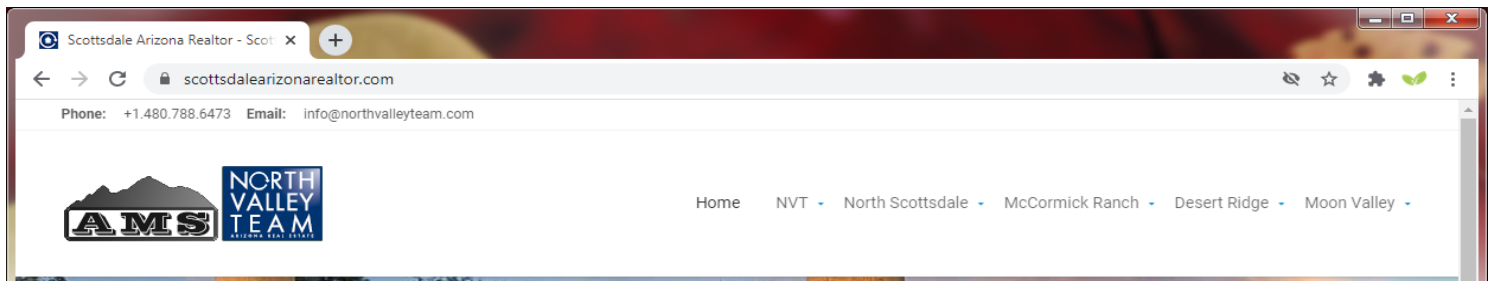 Scottsdale Arizona Realtor - Scot
scottsdalearizonarealtor.com
Phone: +1.480.788.6473 Email: info@northvalleyteam.com
AMS
NORTH
VALLEY
TEAM
ARIZONA REAL ESTATE
Home NVT North Scottsdale McCormick Ranch Desert Ridge Moon Valley